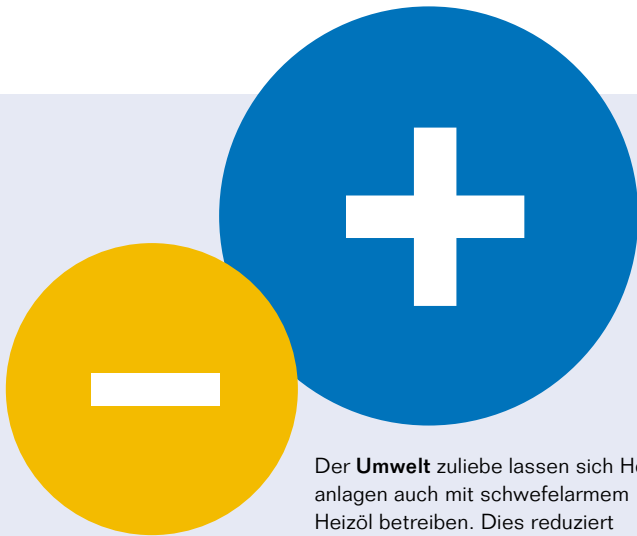 Der Umwelt zuliebe lassen sich He
anlagen auch mit schwefelarmem
Heizöl betreiben. Dies reduziert